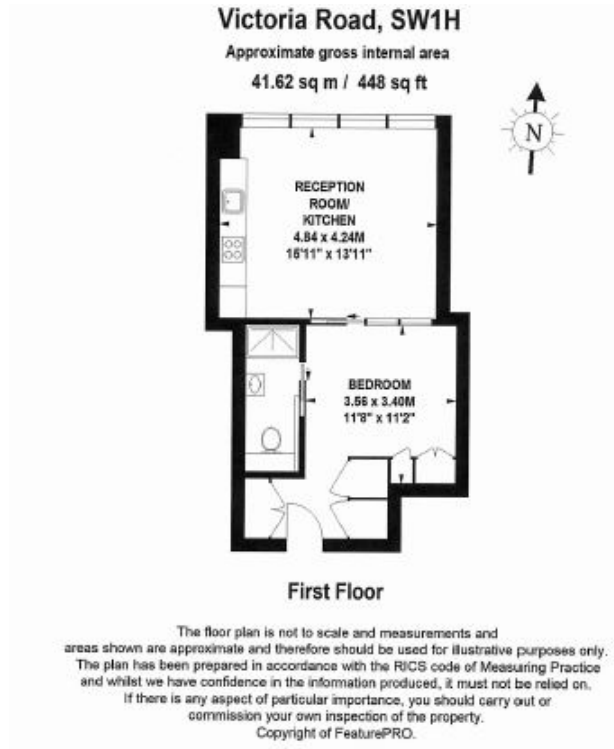 Victoria Road, SW1H
Approximate gross internal area
41.62 sq m / 448 sq ft
N
RECEPTION
ROOM/
KITCHEN
4.84 x 4.24M
15'11" x 13'11"
BEDROOM
3.56 x 3.40M
11'8" x 11'2"
First Floor
The floor plan is not to scale and measurements and
areas shown are approximate and therefore should be used for illustrative purposes only.
The plan has been prepared in accordance with the RICS code of Measuring Practice
and whilst we have confidence in the information produced, it must not be relied on.
If there is any aspect of particular importance, you should carry out or
commission your own inspection of the property.
Copyright of FeaturePRO.